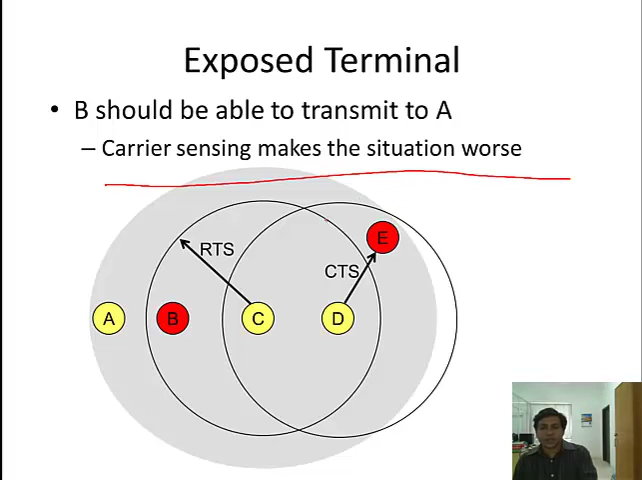 Exposed Terminal
• B should be able to transmit to A
– Carrier sensing makes the situation worse
E
RTS
CTS
A
B
C
D